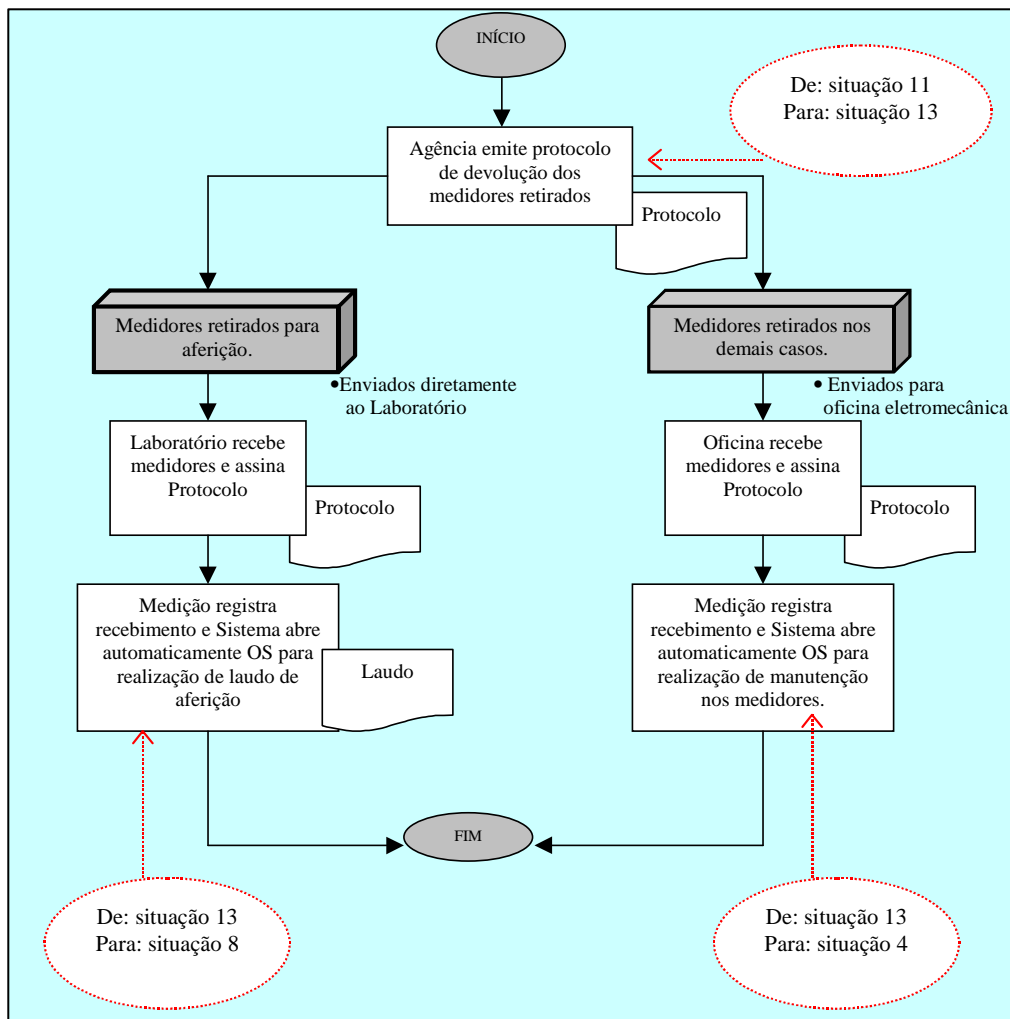 INÍCIO
De: situação 11
Para: situação 13
Agência emite protocolo
de devolução dos
medidores retirados
Protocolo
Medidores retirados para
aferição.
Medidores retirados nos
demais casos.
•Enviados diretamente
ao Laboratório
• Enviados para
oficina eletromecânica
Laboratório recebe
medidores e assina
Protocolo
Protocolo
Oficina recebe
medidores e assina
Protocolo
Protocolo
Medição registra
recebimento e Sistema abre
automaticamente OS para
realização de laudo de
aferição
Laudo
Medição registra
recebimento e Sistema abre
automaticamente OS para
realização de manutenção
nos medidores.
FIM
De: situação 13
Para: situação 8
De: situação 13
Para: situação 4